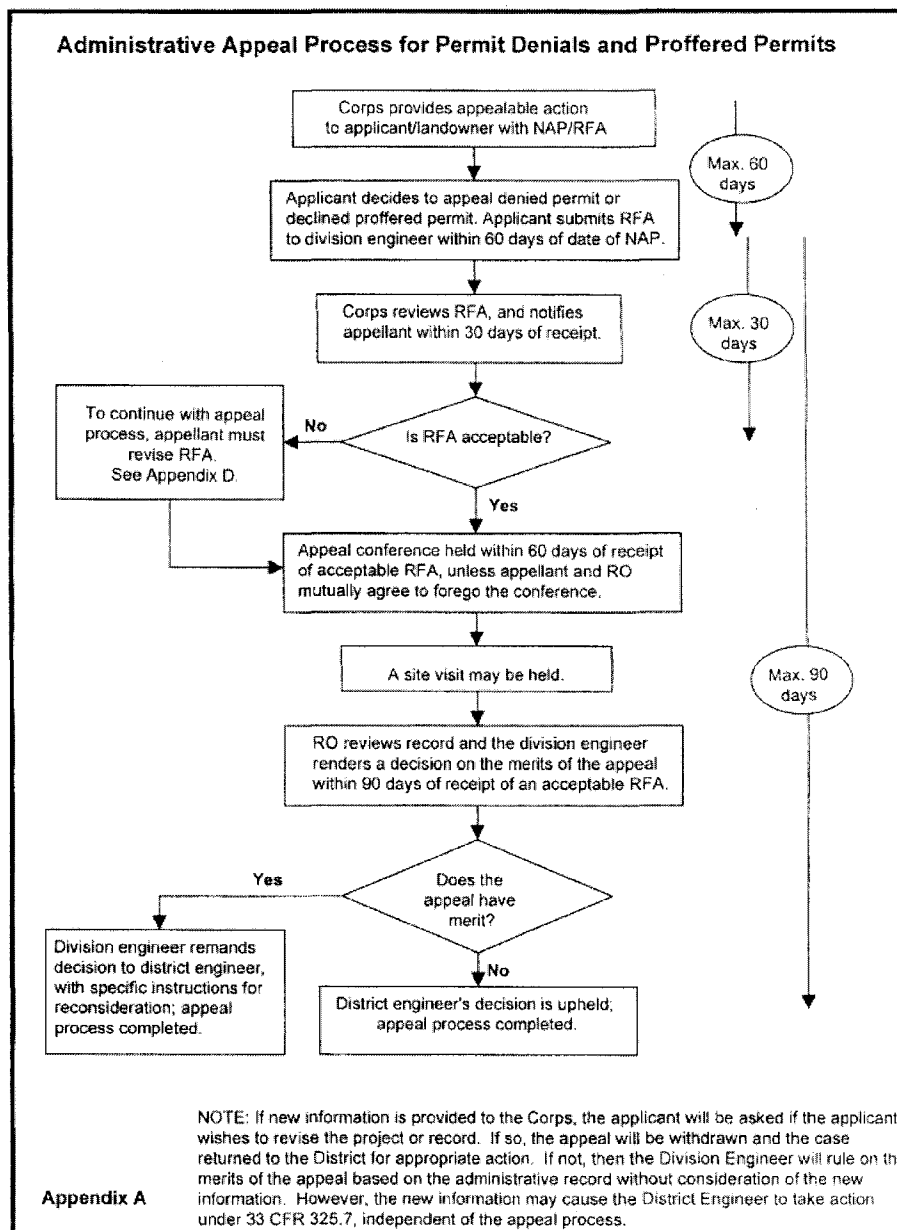 Administrative Appeal Process for Permit Denials and Proffered Permits
Corps provides appealable action
to applicant/landowner with NAP/RFA
Max. 60
days
Applicant decides to appeal denied permit or
declined proffered permit. Applicant submits RFA
to division engineer within 60 days of date of NAP.
Corps reviews RFA, and notifies
appellant within 30 days of receipt.
Max. 30
days
To continue with appeal
process, appellant must
revise RFA.
See Appendix D.
No
Is RFA acceptable?
Yes
Appeal conference held within 60 days of receipt
of acceptable RFA, unless appellant and RO
mutually agree to forego the conference.
A site visit may be held.
Max. 90
days
RO reviews record and the division engineer
renders a decision on the merits of the appeal
within 90 days of receipt of an acceptable RFA.
Yes
Does the
appeal have
merit?
No
Division engineer remands
decision to district engineer,
with specific instructions for
reconsideration; appeal
process completed.
District engineer's decision is upheld;
appeal process completed.
NOTE: If new information is provided to the Corps, the applicant will be asked if the applicant
wishes to revise the project or record. If so, the appeal will be withdrawn and the case
returned to the District for appropriate action. If not, then the Division Engineer will rule on th
merits of the appeal based on the administrative record without consideration of the new
information. However, the new information may cause the District Engineer to take action
under 33 CFR 325.7, independent of the appeal process.
Appendix A